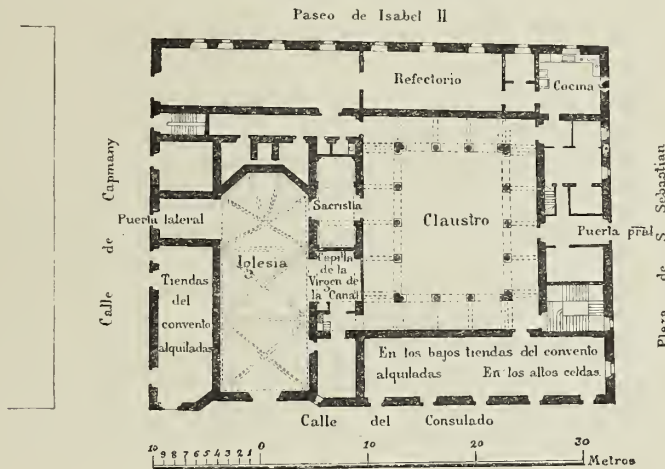 Paseo de Isabel II
Refectorio
Cocina
Calle de Capmany
Sacristia
Claustro
Puerta lateral
Iglesia
Puerta pral
Plaza de S. Sebastian
Capilla
de la
Virgen de
la Canal
Tiendas
del
convento
alquiladas
En los bajos tiendas del convento
alquiladas En los altos celdas.
Calle del Consulado
10 9 8 7 6 5 4 3 2 1 0 10 20 30
Metros